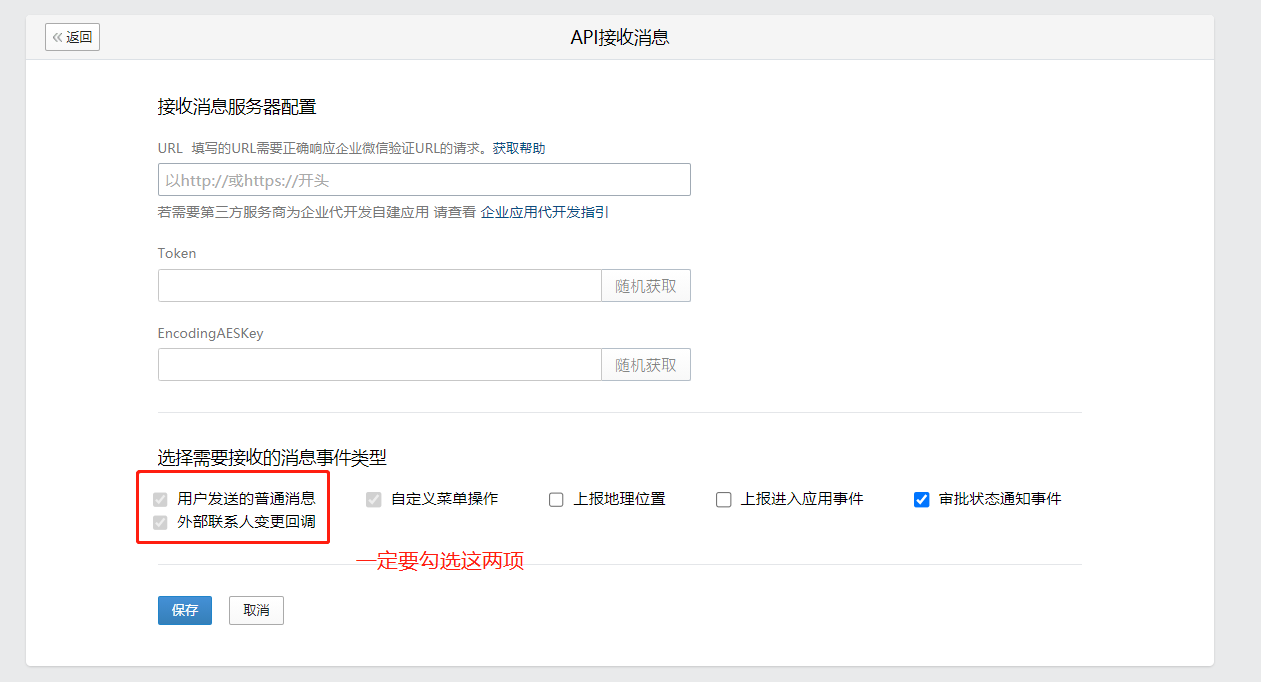 «返回
API接收消息
接收消息服务器配置
URL 填写的URL需要正确响应企业微信验证URL的请求。获取帮助
以http://或https://开头
若需要第三方服务商为企业代开发自建应用 请查看 企业应用代开发指引
Token
随机获取
EncodingAESKey
随机获取
选择需要接收的消息事件类型
用户发送的普通消息 自定义菜单操作 上报地理位置 上报进入应用事件 审批状态通知事件
外部联系人变更回调
一定要勾选这两项
保存 取消